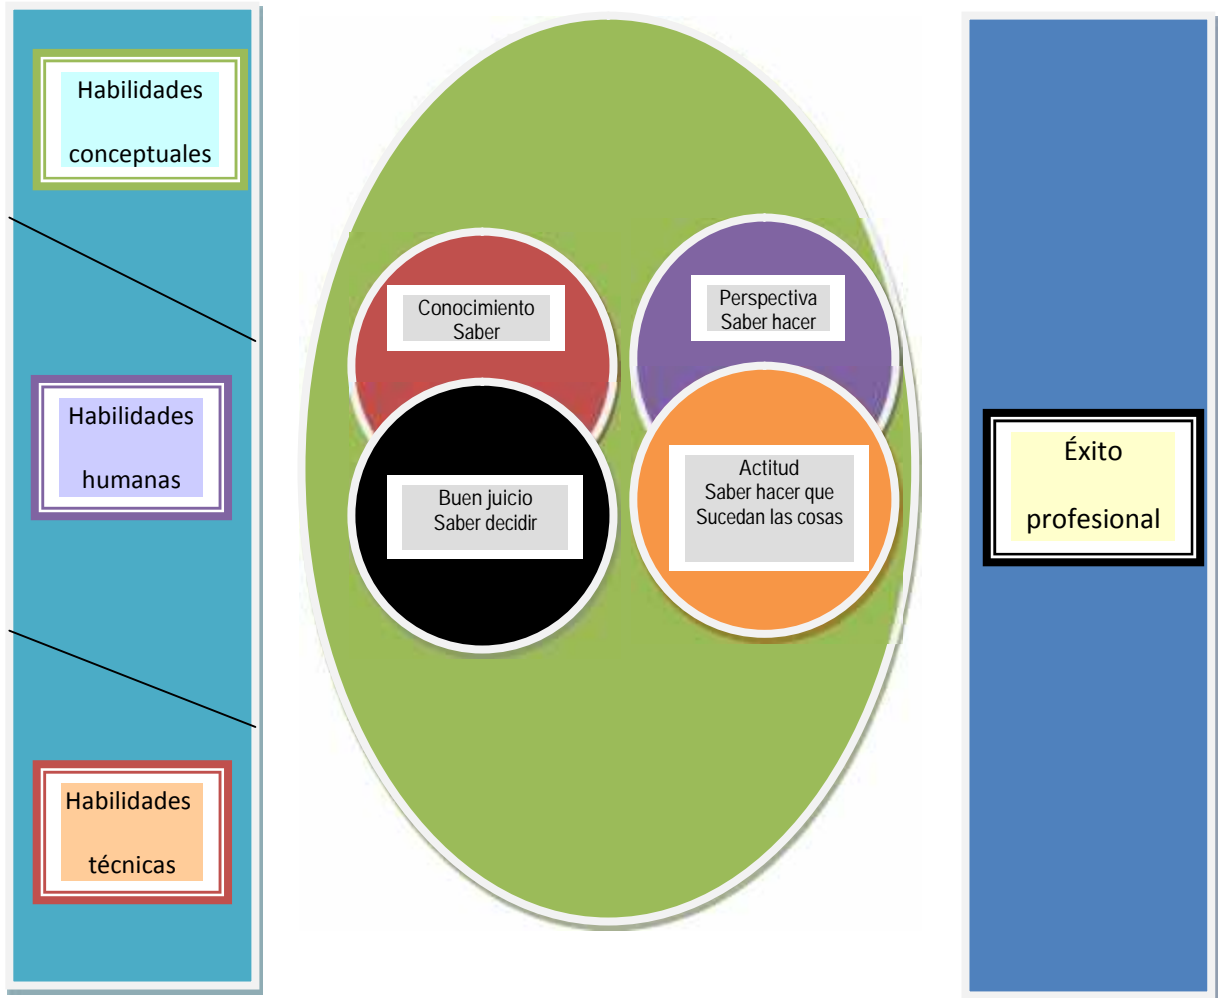 Habilidades
conceptuales
Habilidades
humanas
Habilidades
técnicas
Conocimiento
Saber
Perspectiva
Saber hacer
Buen juicio
Saber decidir
Actitud
Saber hacer que
Sucedan las cosas
Éxito
profesional